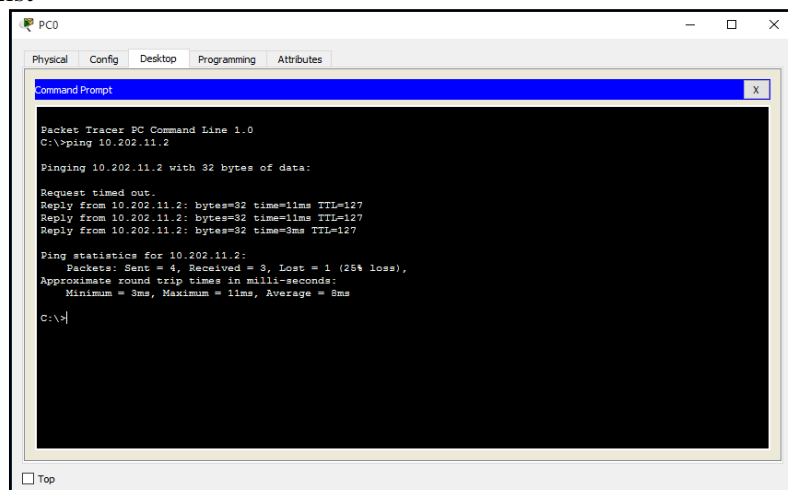 PC0
Physical Config Desktop Programming Attributes
Command Prompt
X
Packet Tracer PC Command Line 1.0
C:\>ping 10.202.11.2
Pinging 10.202.11.2 with 32 bytes of data:
Request timed out.
Reply from 10.202.11.2: bytes=32 time=11ms TTL=127
Reply from 10.202.11.2: bytes=32 time=11ms TTL=127
Reply from 10.202.11.2: bytes=32 time=3ms TTL=127
Ping statistics for 10.202.11.2:
Packets: Sent = 4, Received = 3, Lost = 1 (25% loss),
Approximate round trip times in milli-seconds:
Minimum = 3ms, Maximum = 11ms, Average = 8ms
C:\>
Top